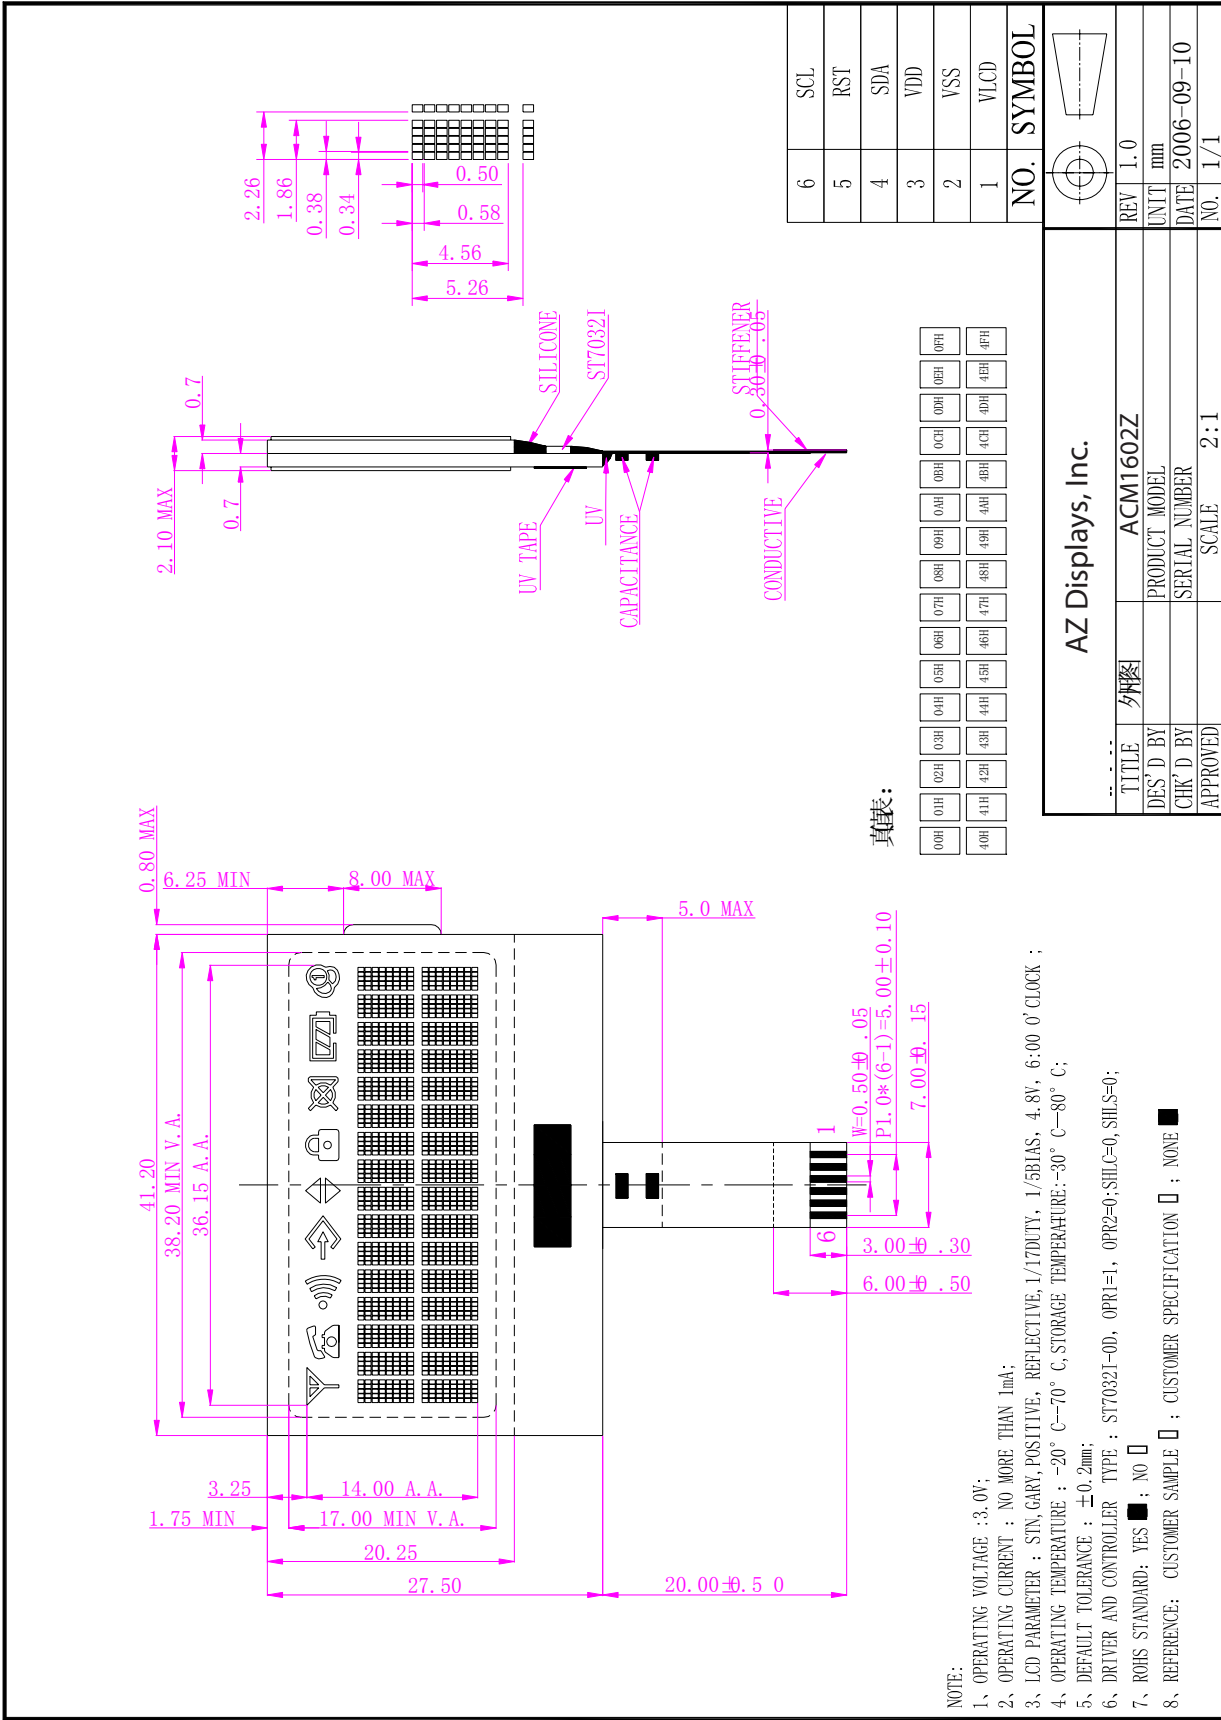 2.26
1.86
0.38
0.34
0.50
0.58
4.56
5.26
2.10 MAX
0.7
0.7
SILICONE
ST7032I
UV TAPE
UV
CAPACITANCE
STIFFENER
0.30±0.05
CONDUCTIVE
6 SCL
5 RST
4 SDA
3 VDD
2 VSS
1 VLCD
NO. SYMBOL
00H 01H 02H 03H 04H 05H 06H 07H 08H 09H 0AH 0BH 0CH 0DH 0EH 0FH
40H 41H 42H 43H 44H 45H 46H 47H 48H 49H 4AH 4BH 4CH 4DH 4EH 4FH
0.80 MAX
6.25 MIN
8.00 MAX
41.20
38.20 MIN V.A.
36.15 A.A.
3.25
14.00 A.A.
1.75 MIN
17.00 MIN V.A.
20.25
27.50
20.00±0.5 0
5.0 MAX
W=0.50±0.05
P1.0*(6-1)=5.00±0.10
7.00±0.15
1
6
3.00±0.30
6.00±0.50
NOTE:
1、OPERATING VOLTAGE :3.0V;
2、OPERATING CURRENT : NO MORE THAN 1mA;
3、LCD PARAMETER : STN,GARY,POSITIVE, REFLECTIVE,1/17DUTY, 1/5BIAS, 4.8V, 6:00 O'CLOCK ;
4、OPERATING TEMPERATURE : -20° C--70° C,STORAGE TEMPERATURE:-30° C--80° C;
5、DEFAULT TOLERANCE : ±0.2mm;
6、DRIVER AND CONTROLLER TYPE : ST7032I-0D, OPR1=1, OPR2=0;SHLC=0,SHLS=0;
7、ROHS STANDARD: YES ■ ; NO □
8、REFERENCE: CUSTOMER SAMPLE □ ; CUSTOMER SPECIFICATION □ ; NONE ■
AZ Displays, Inc.
TITLE 外形图 ACM1602Z REV 1.0
DES'D BY PRODUCT MODEL UNIT mm
CHK'D BY SERIAL NUMBER DATE 2006-09-10
APPROVED SCALE 2:1 NO. 1/1